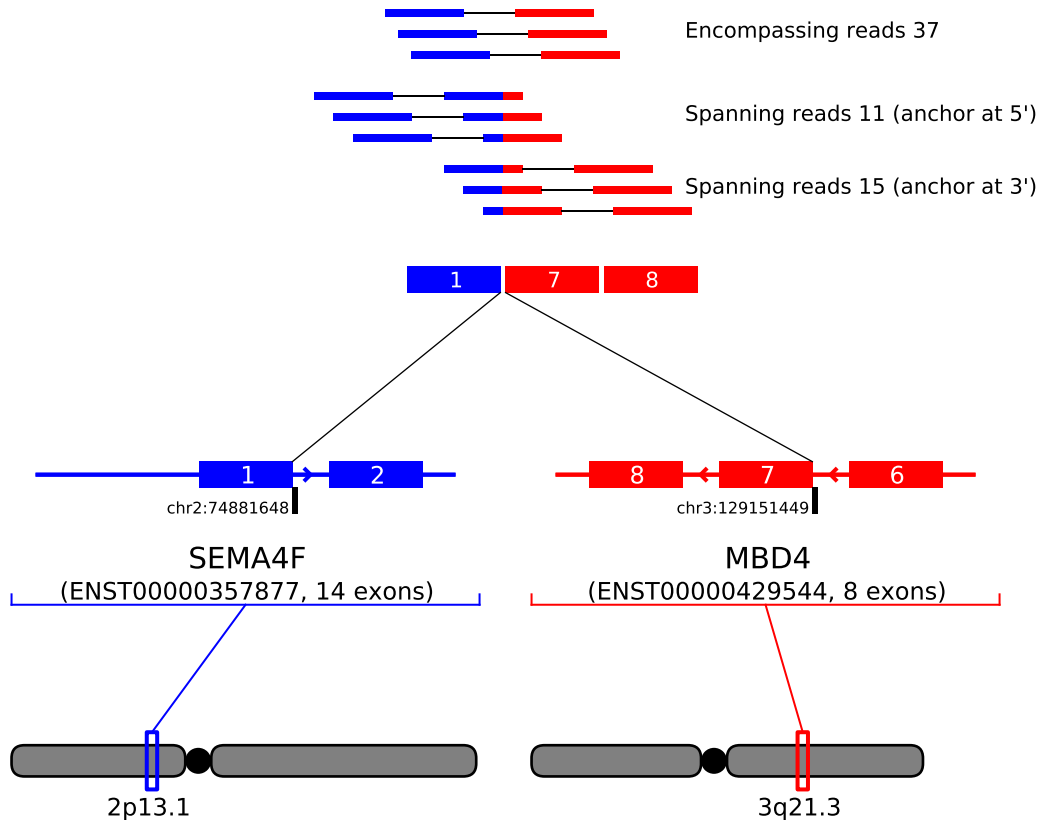 Encompassing reads 37
Spanning reads 11 (anchor at 5')
Spanning reads 15 (anchor at 3')
1 7 8
1 2 8 7 6
chr2:74881648 chr3:129151449
SEMA4F MBD4
(ENST00000357877, 14 exons) (ENST00000429544, 8 exons)
2p13.1 3q21.3